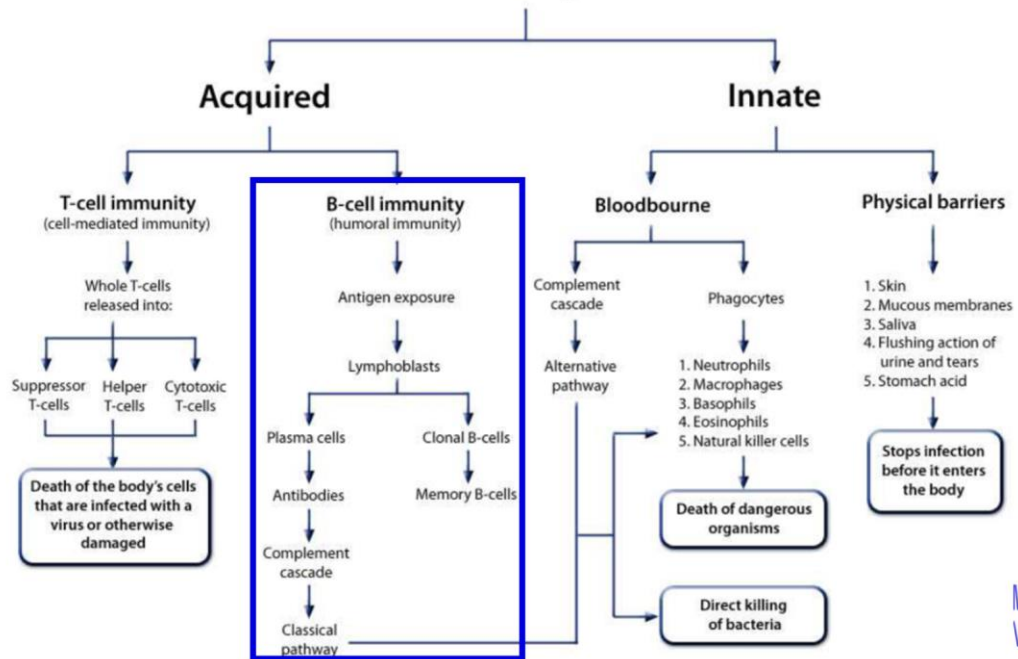 Acquired
Innate
T-cell immunity
(cell-mediated immunity)
Whole T-cells
released into:
Suppressor
T-cells
Helper
T-cells
Cytotoxic
T-cells
Death of the body's cells
that are infected with a
virus or otherwise
damaged
B-cell immunity
(humoral immunity)
Antigen exposure
Lymphoblasts
Plasma cells
Antibodies
Complement
cascade
Classical
pathway
Clonal B-cells
Memory B-cells
Bloodbourne
Complement
cascade
Alternative
pathway
Phagocytes
1. Neutrophils
2. Macrophages
3. Basophils
4. Eosinophils
5. Natural killer cells
Death of dangerous
organisms
Direct killing
of bacteria
Physical barriers
1. Skin
2. Mucous membranes
3. Saliva
4. Flushing action of
urine and tears
5. Stomach acid
Stops infection
before it enters
the body